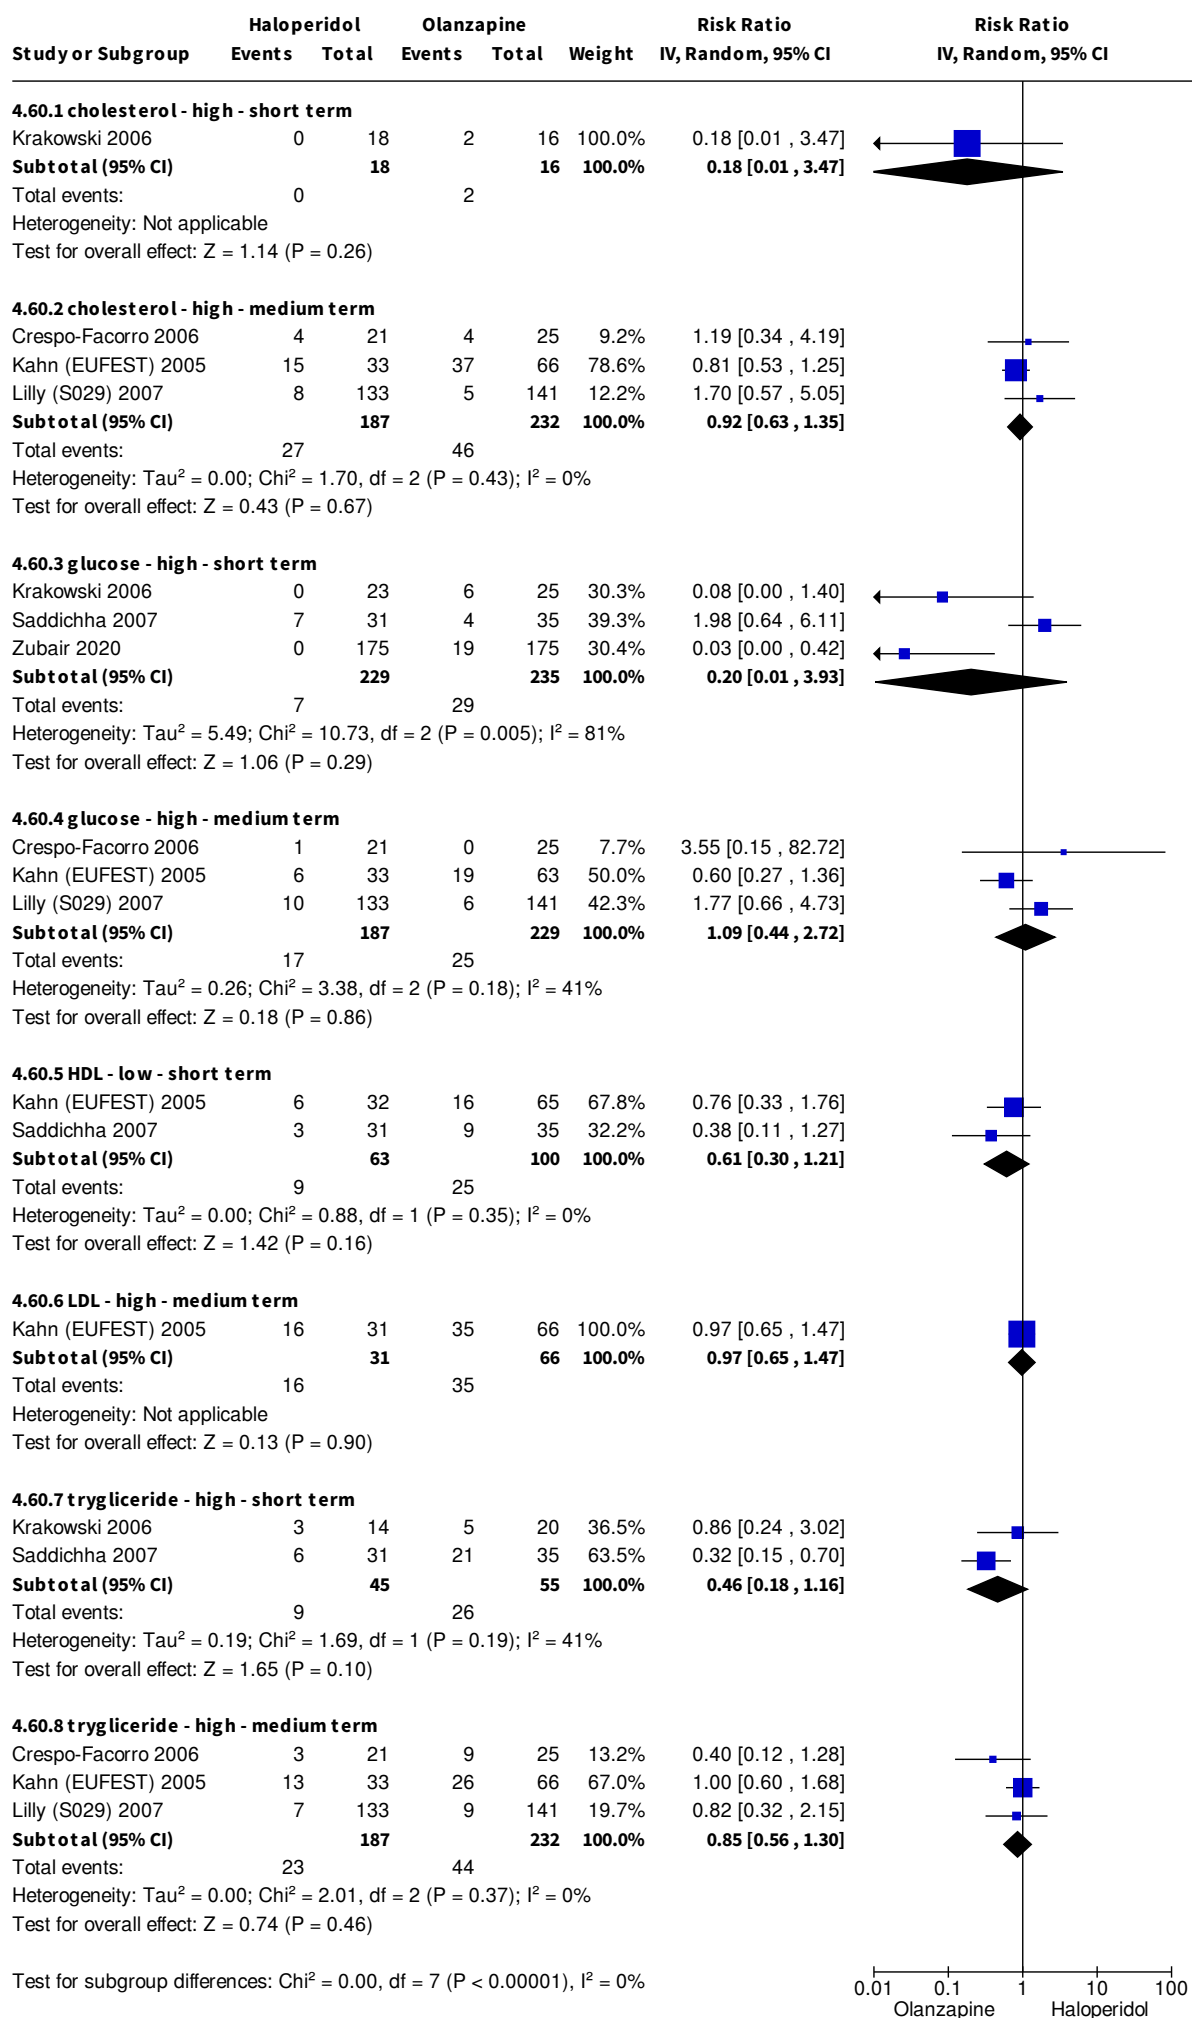 Haloperidol Olanzapine Risk Ratio Risk Ratio
Study or Subgroup Events Total Events Total Weight IV, Random, 95% CI IV, Random, 95% CI
4.60.1 cholesterol - high - short term
Krakowski 2006 0 18 2 16 100.0% 0.18 [0.01 , 3.47]
Subtotal (95% CI) 18 16 100.0% 0.18 [0.01 , 3.47]
Total events: 0 2
Heterogeneity: Not applicable
Test for overall effect: Z = 1.14 (P = 0.26)
4.60.2 cholesterol - high - medium term
Crespo-Facorro 2006 4 21 4 25 9.2% 1.19 [0.34 , 4.19]
Kahn (EUFEST) 2005 15 33 37 66 78.6% 0.81 [0.53 , 1.25]
Lilly (S029) 2007 8 133 5 141 12.2% 1.70 [0.57 , 5.05]
Subtotal (95% CI) 187 232 100.0% 0.92 [0.63 , 1.35]
Total events: 27 46
Heterogeneity: Tau² = 0.00; Chi² = 1.70, df = 2 (P = 0.43); I² = 0%
Test for overall effect: Z = 0.43 (P = 0.67)
4.60.3 glucose - high - short term
Krakowski 2006 0 23 6 25 30.3% 0.08 [0.00 , 1.40]
Saddichha 2007 7 31 4 35 39.3% 1.98 [0.64 , 6.11]
Zubair 2020 0 175 19 175 30.4% 0.03 [0.00 , 0.42]
Subtotal (95% CI) 229 235 100.0% 0.20 [0.01 , 3.93]
Total events: 7 29
Heterogeneity: Tau² = 5.49; Chi² = 10.73, df = 2 (P = 0.005); I² = 81%
Test for overall effect: Z = 1.06 (P = 0.29)
4.60.4 glucose - high - medium term
Crespo-Facorro 2006 1 21 0 25 7.7% 3.55 [0.15 , 82.72]
Kahn (EUFEST) 2005 6 33 19 63 50.0% 0.60 [0.27 , 1.36]
Lilly (S029) 2007 10 133 6 141 42.3% 1.77 [0.66 , 4.73]
Subtotal (95% CI) 187 229 100.0% 1.09 [0.44 , 2.72]
Total events: 17 25
Heterogeneity: Tau² = 0.26; Chi² = 3.38, df = 2 (P = 0.18); I² = 41%
Test for overall effect: Z = 0.18 (P = 0.86)
4.60.5 HDL - low - short term
Kahn (EUFEST) 2005 6 32 16 65 67.8% 0.76 [0.33 , 1.76]
Saddichha 2007 3 31 9 35 32.2% 0.38 [0.11 , 1.27]
Subtotal (95% CI) 63 100 100.0% 0.61 [0.30 , 1.21]
Total events: 9 25
Heterogeneity: Tau² = 0.00; Chi² = 0.88, df = 1 (P = 0.35); I² = 0%
Test for overall effect: Z = 1.42 (P = 0.16)
4.60.6 LDL - high - medium term
Kahn (EUFEST) 2005 16 31 35 66 100.0% 0.97 [0.65 , 1.47]
Subtotal (95% CI) 31 66 100.0% 0.97 [0.65 , 1.47]
Total events: 16 35
Heterogeneity: Not applicable
Test for overall effect: Z = 0.13 (P = 0.90)
4.60.7 trygliceride - high - short term
Krakowski 2006 3 14 5 20 36.5% 0.86 [0.24 , 3.02]
Saddichha 2007 6 31 21 35 63.5% 0.32 [0.15 , 0.70]
Subtotal (95% CI) 45 55 100.0% 0.46 [0.18 , 1.16]
Total events: 9 26
Heterogeneity: Tau² = 0.19; Chi² = 1.69, df = 1 (P = 0.19); I² = 41%
Test for overall effect: Z = 1.65 (P = 0.10)
4.60.8 trygliceride - high - medium term
Crespo-Facorro 2006 3 21 9 25 13.2% 0.40 [0.12 , 1.28]
Kahn (EUFEST) 2005 13 33 26 66 67.0% 1.00 [0.60 , 1.68]
Lilly (S029) 2007 7 133 9 141 19.7% 0.82 [0.32 , 2.15]
Subtotal (95% CI) 187 232 100.0% 0.85 [0.56 , 1.30]
Total events: 23 44
Heterogeneity: Tau² = 0.00; Chi² = 2.01, df = 2 (P = 0.37); I² = 0%
Test for overall effect: Z = 0.74 (P = 0.46)
Test for subgroup differences: Chi² = 0.00, df = 7 (P < 0.00001), I² = 0%
0.01 0.1 1 10 100
Olanzapine Haloperidol